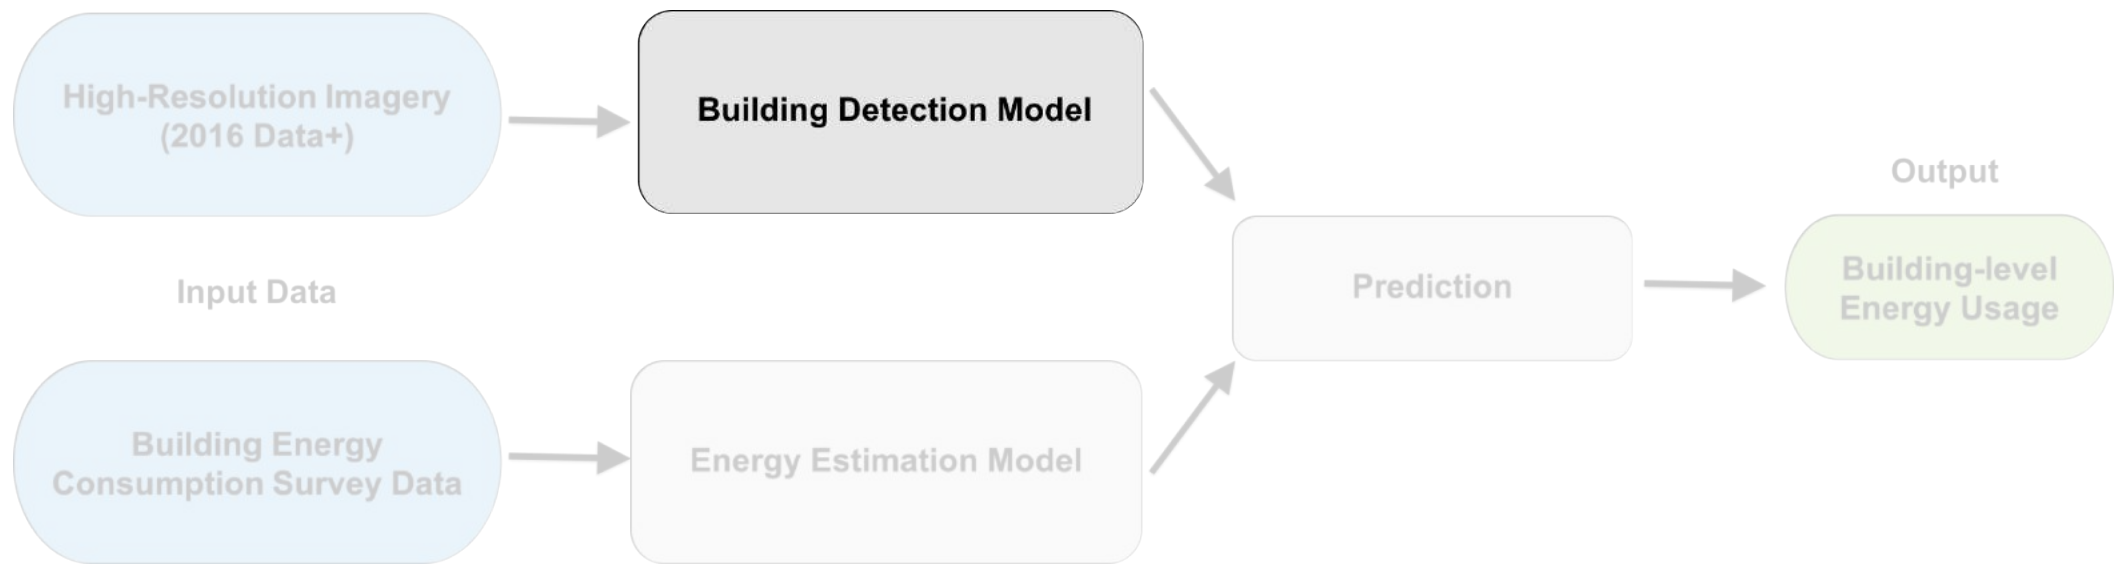 High-Resolution Imagery
(2016 Data+)
Building Detection Model
Output
Input Data
Prediction
Building-level
Energy Usage
Building Energy
Consumption Survey Data
Energy Estimation Model